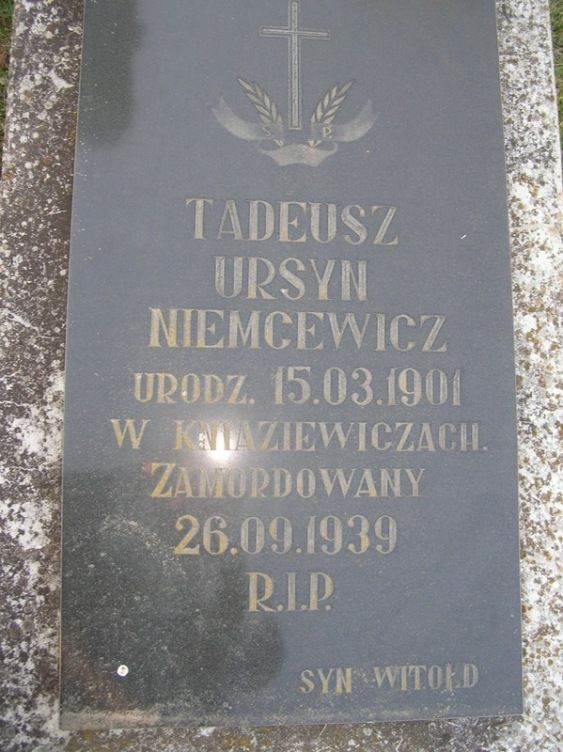 Ś P
TADEUSZ
URSYN
NIEMCEWICZ
URODZ. 15.03.1901
W KNIAZIEWICZACH.
ZAMORDOWANY
26.09.1939
R.I.P.
SYN WITOLD